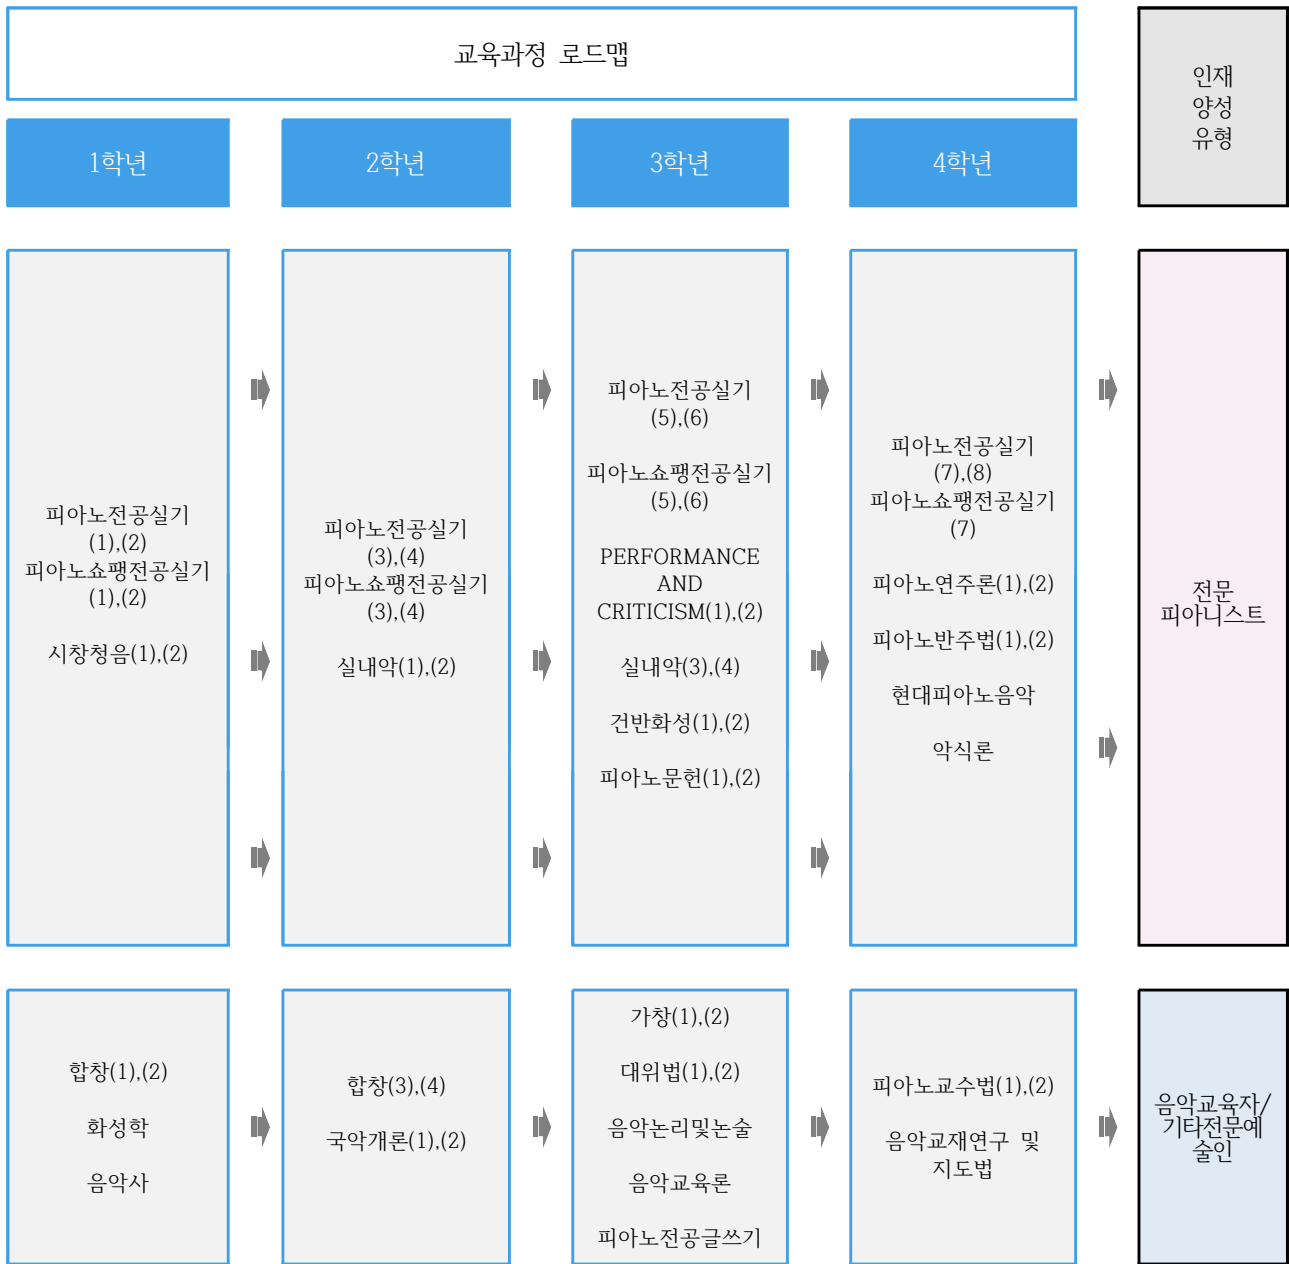 교육과정 로드맵
인재
양성
유형
1학년
2학년
3학년
4학년
피아노전공실기
(1),(2)
피아노쇼팽전공실기
(1),(2)
시창청음(1),(2)
피아노전공실기
(3),(4)
피아노쇼팽전공실기
(3),(4)
실내악(1),(2)
피아노전공실기
(5),(6)
피아노쇼팽전공실기
(5),(6)
PERFORMANCE
AND
CRITICISM(1),(2)
실내악(3),(4)
건반화성(1),(2)
피아노문헌(1),(2)
피아노전공실기
(7),(8)
피아노쇼팽전공실기
(7)
피아노연주론(1),(2)
피아노반주법(1),(2)
현대피아노음악
악식론
전문
피아니스트
합창(1),(2)
화성학
음악사
합창(3),(4)
국악개론(1),(2)
가창(1),(2)
대위법(1),(2)
음악논리및논술
음악교육론
피아노전공글쓰기
피아노교수법(1),(2)
음악교재연구 및
지도법
음악교육자/
기타전문예
술인